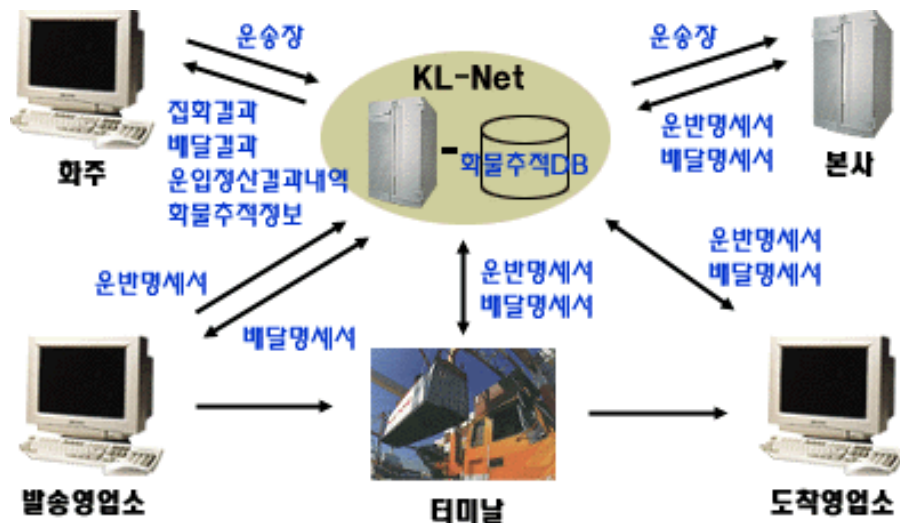 운송장
운송장
KL-Net
집화결과
배달결과
운임정산결과내역
화물추적정보
화물추적DB
운반명세서
배달명세서
화주
본사
운반명세서
배달명세서
운반명세서
배달명세서
운반명세서
배달명세서
발송영업소
터미날
도착영업소